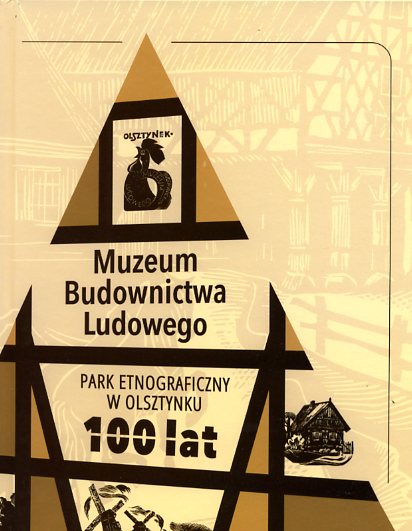 OLSZTYNEK
Muzeum
Budownictwa
Ludowego
PARK ETNOGRAFICZNY
W OLSZTYNKU
100 lat